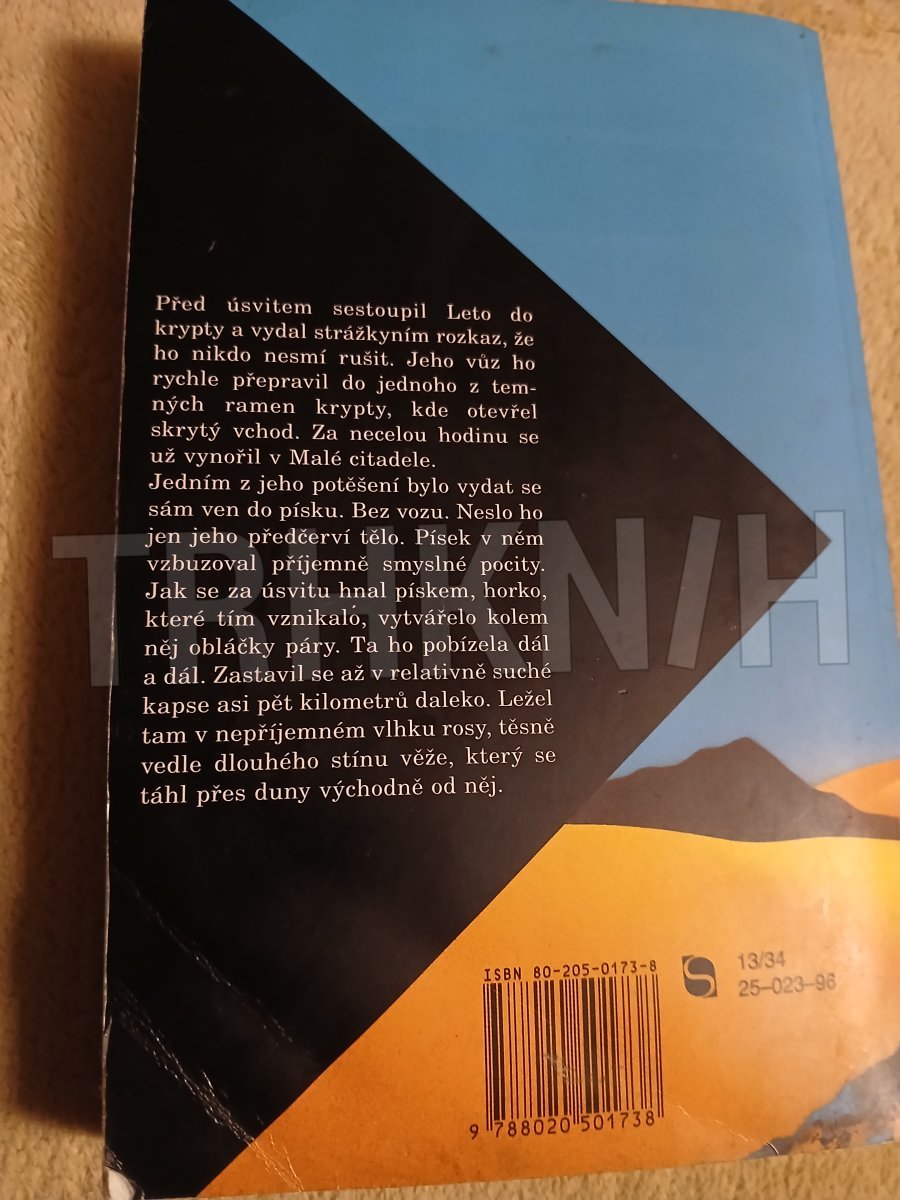 Před úsvitem sestoupil Leto do
krypty a vydal strážkyním rozkaz, že
ho nikdo nesmí rušit. Jeho vůz ho
rychle přepravil do jednoho z tem-
ných ramen krypty, kde otevřel
skrytý vchod. Za necelou hodinu se
už vynořil v Malé citadele.
Jedním z jeho potěšení bylo vydat se
sám ven do písku. Bez vozu. Neslo ho
jen jeho předčerví tělo. Písek v něm
vzbuzoval příjemně smyslné pocity.
Jak se za úsvitu hnal pískem, horko,
které tím vznikalo, vytvářelo kolem
něj obláčky páry. Ta ho pobízela dál
a dál. Zastavil se až v relativně suché
kapse asi pět kilometrů daleko. Ležel
tam v nepříjemném vlhku rosy, těsně
vedle dlouhého stínu věže, který se
táhl přes duny východně od něj.
TRHKN/H
ISBN 80-205-0173-8
9 788020 501738
S
13/34
25-023-96